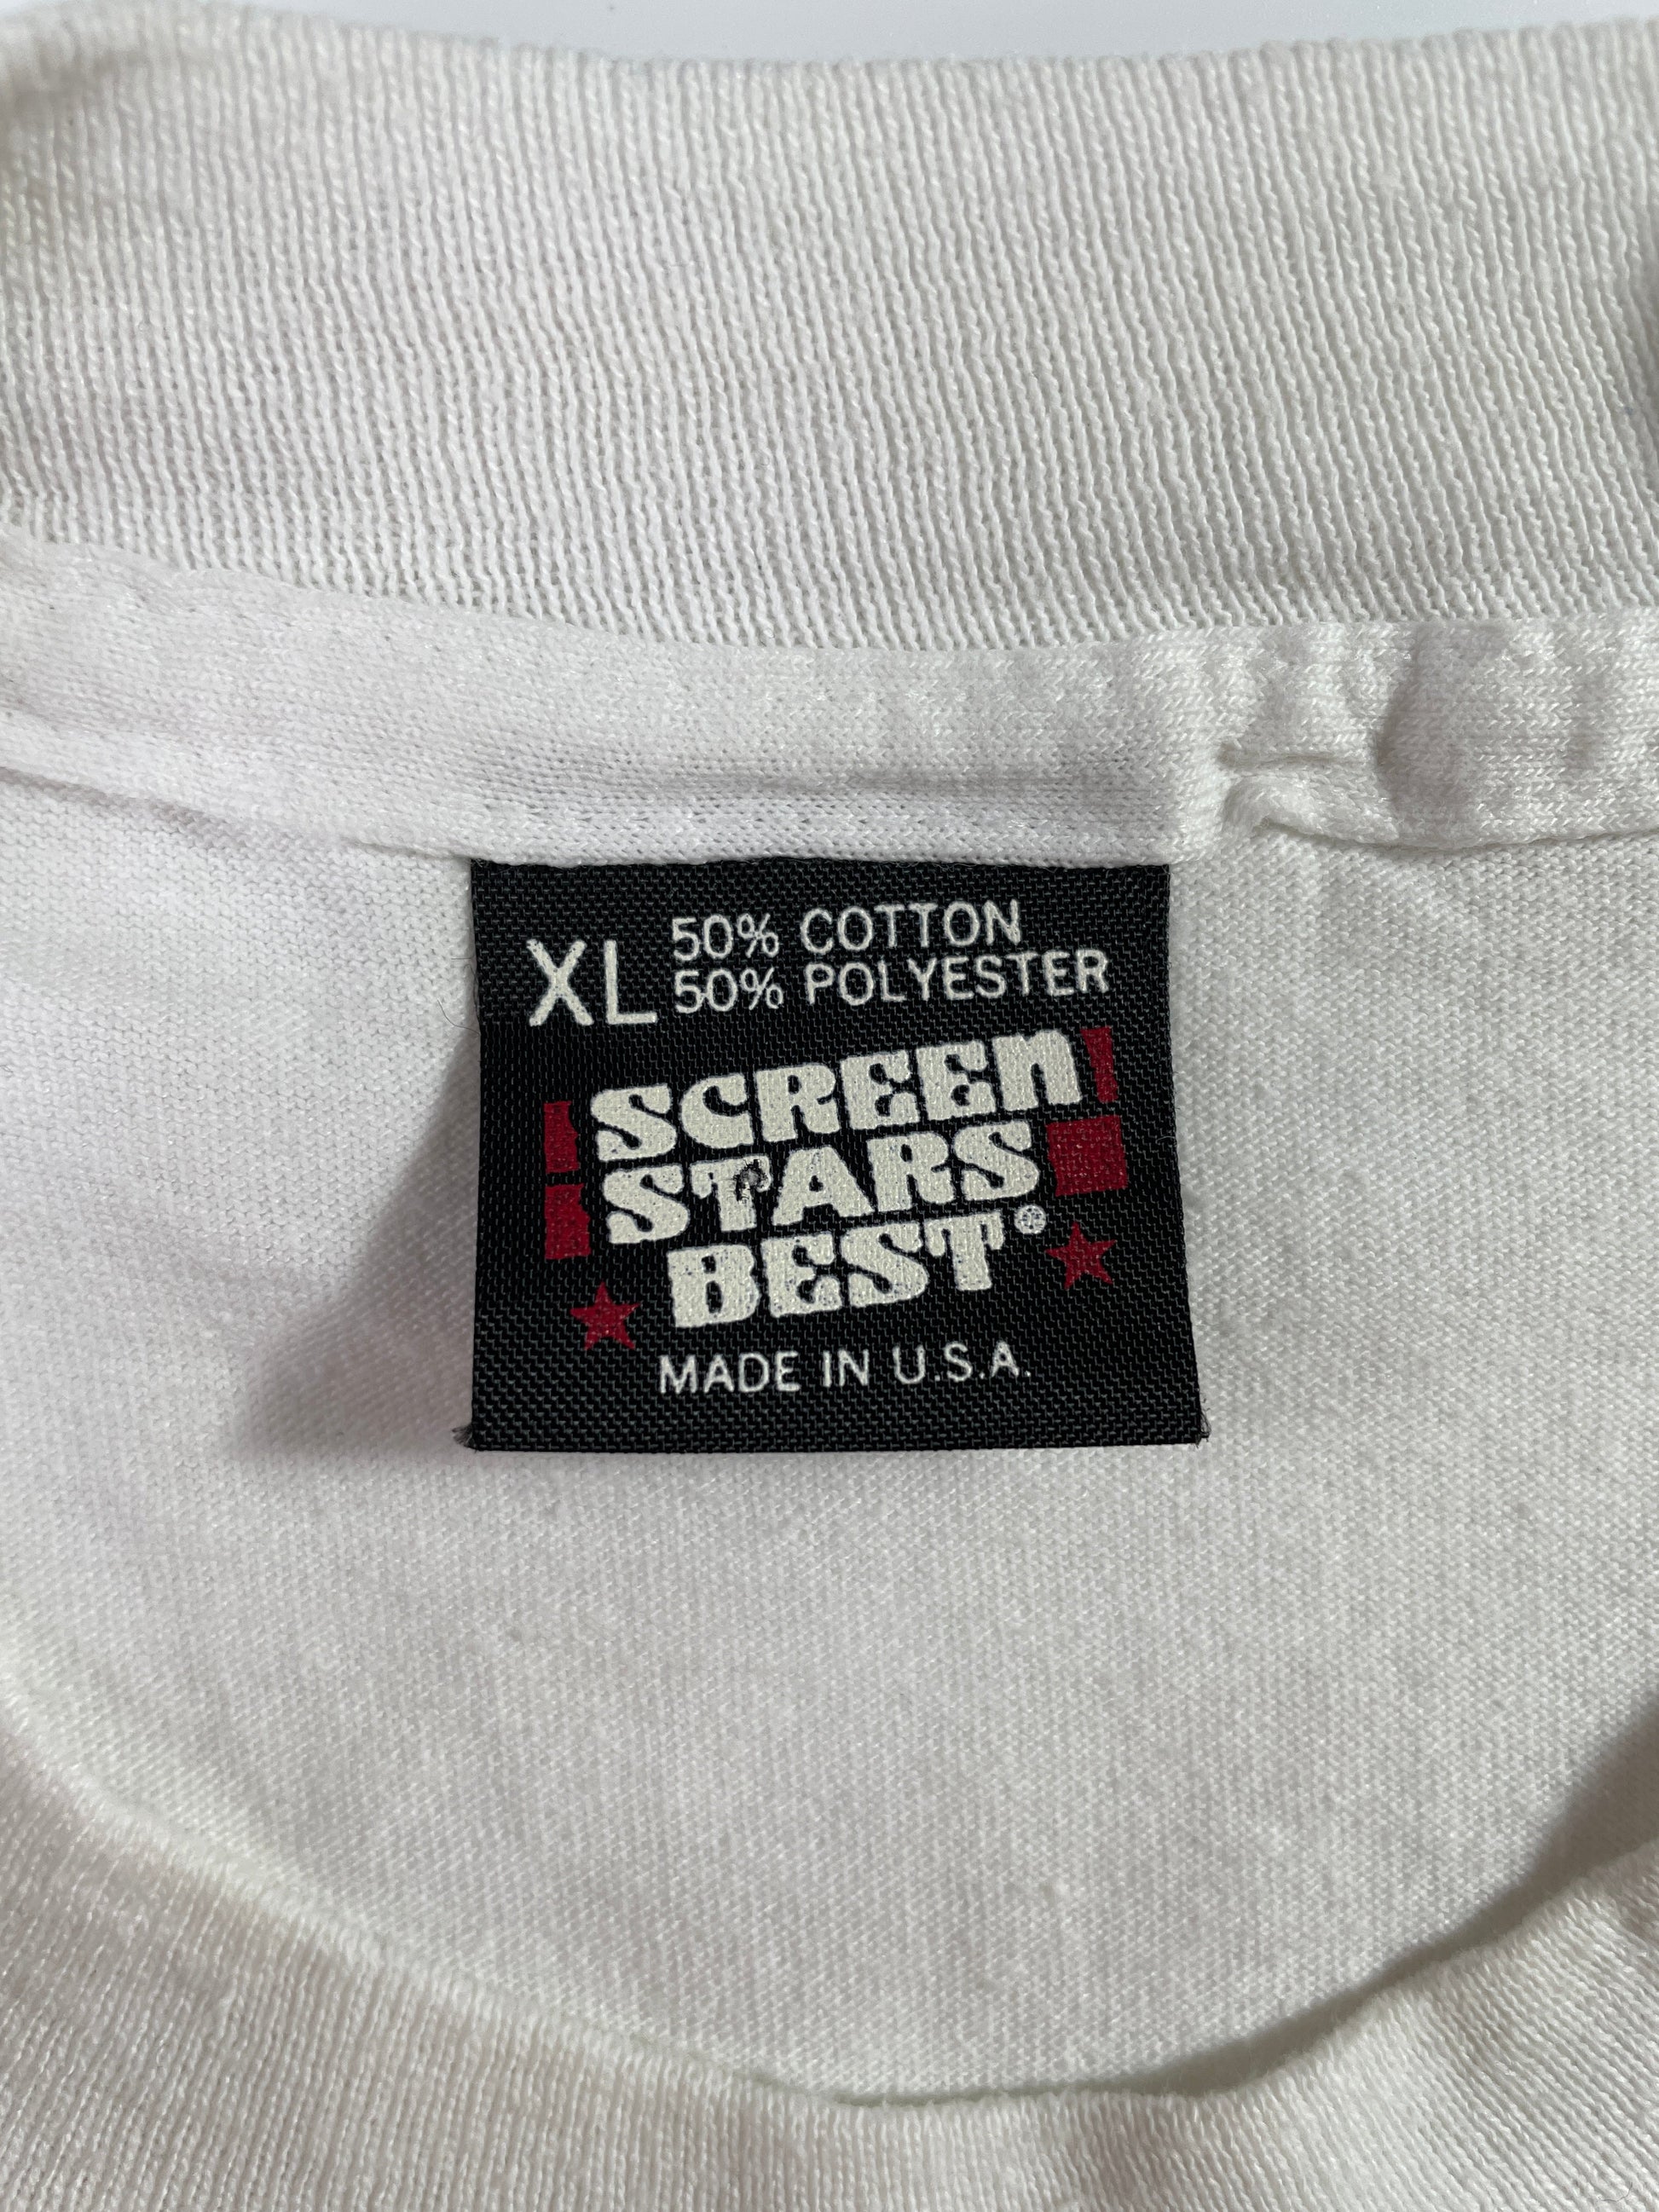 XL
50% COTTON
50% POLYESTER
SCREEN
STARS
BEST®
MADE IN U.S.A.